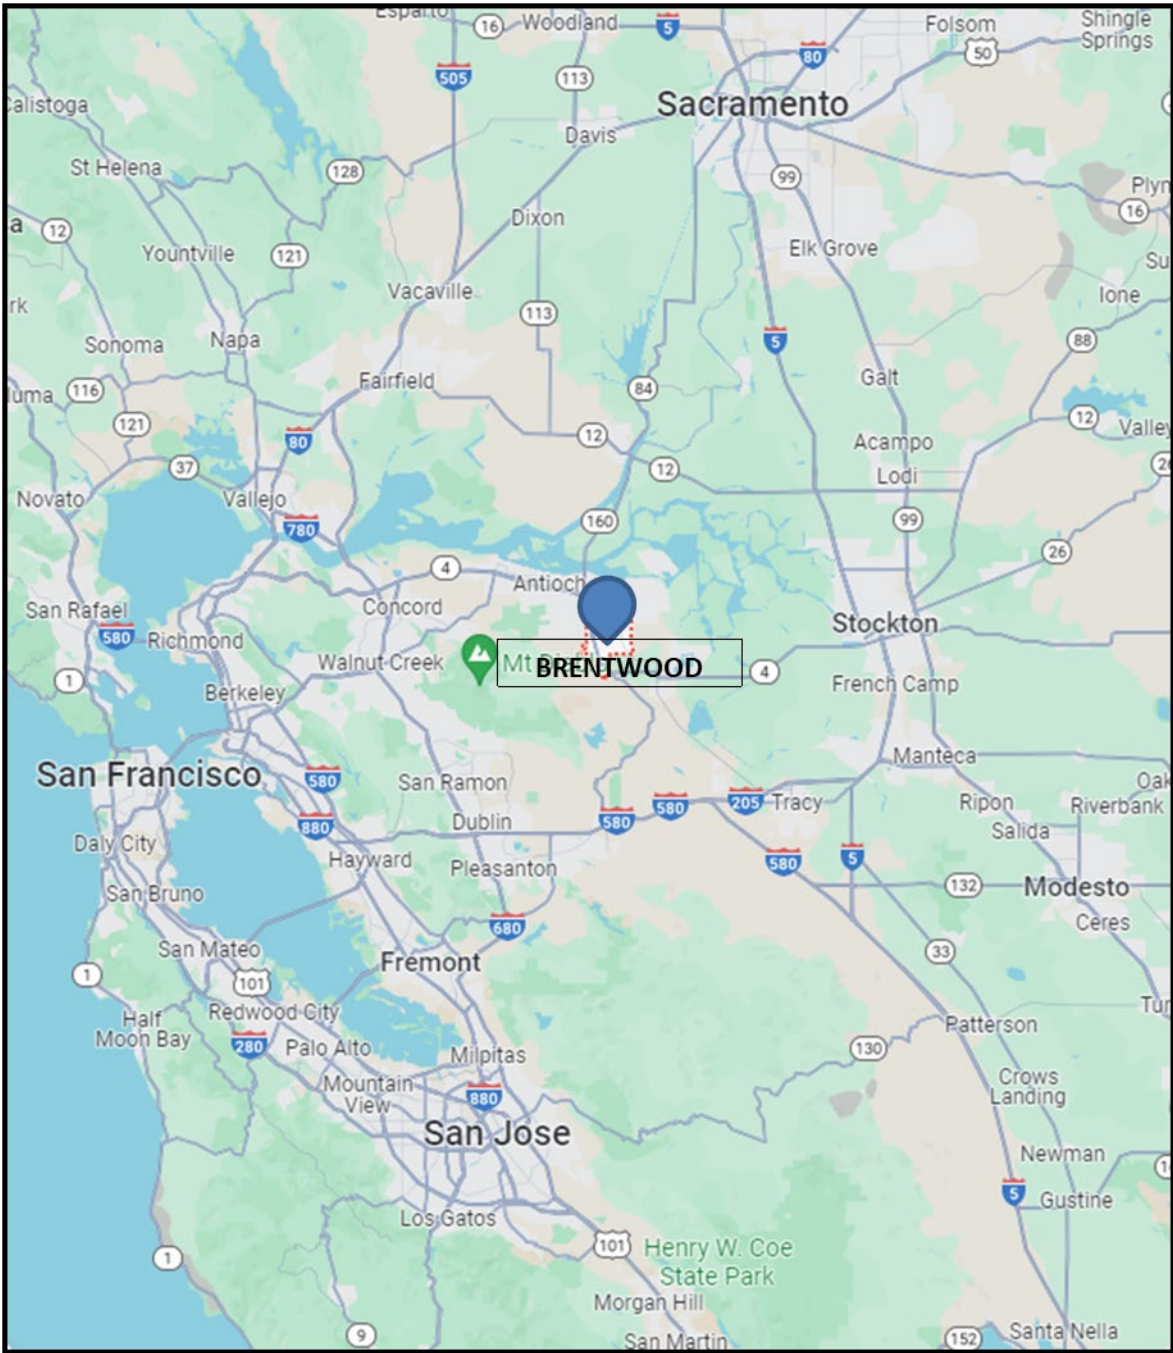 Esparto
16
Woodland
5
Folsom
Shingle
Springs
80
50
505
113
Calistoga
Sacramento
Davis
St Helena
128
99
Plyn
16
12
a
Dixon
Yountville
121
Elk Grove
Su
Vacaville
Ione
rk
113
Sonoma
Napa
5
88
116
Fairfield
84
Galt
luma
121
80
12
12
Valley
37
12
Acampo
Lodi
Novato
Vallejo
780
160
99
26
4
Antioch
San Rafael
580
Richmond
Concord
Stockton
Walnut Creek
Mt
BRENTWOOD
4
1
Berkeley
French Camp
San Francisco
580
San Ramon
Manteca
Oak
580
580
205
Tracy
Ripon
Riverbank
880
Dublin
Salida
Daly City
Hayward
Pleasanton
580
5
132
Modesto
San Bruno
680
Ceres
San Mateo
Fremont
33
1
101
Redwood City
Half
Moon Bay
280
Palo Alto
Milpitas
130
Patterson
Tur
Mountain
View
880
Crows
Landing
San Jose
Newman
5
Gustine
Los Gatos
101
Henry W. Coe
State Park
1
Morgan Hill
9
San Martin
152
Santa Nella